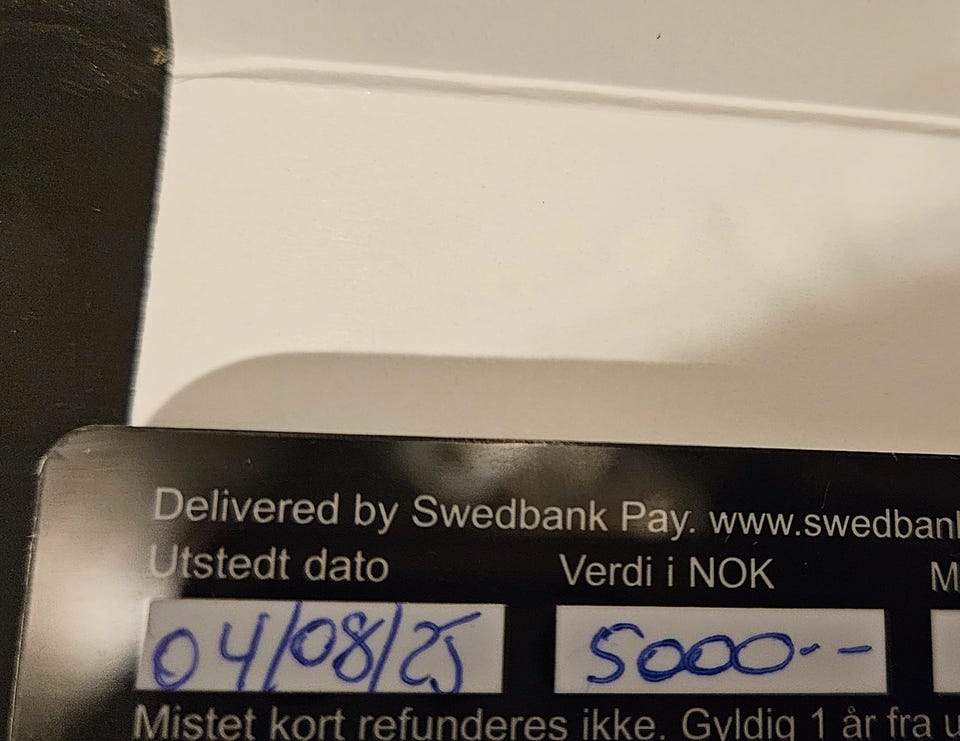 Delivered by Swedbank Pay. www.swedbank
Utstedt dato Verdi i NOK M
04/08/25 5000--
Mistet kort refunderes ikke. Gyldig 1 år fra u